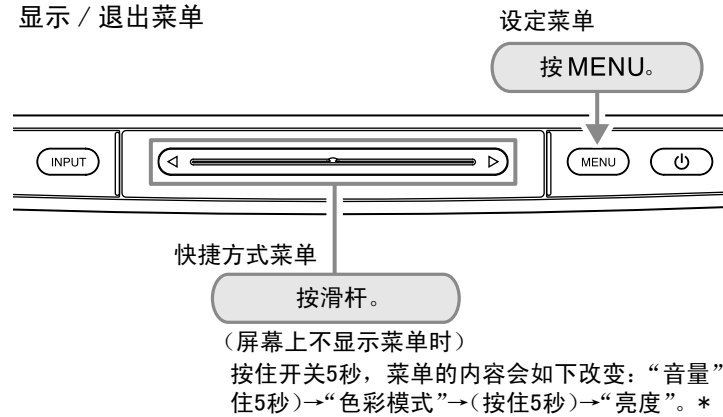 显示 / 退出菜单
设定菜单
按MENU。
INPUT
MENU
快捷方式菜单
按滑杆。
（屏幕上不显示菜单时）
按住开关5秒，菜单的内容会如下改变：“音量”
住5秒）→“色彩模式”→（按住5秒）→“亮度”。*